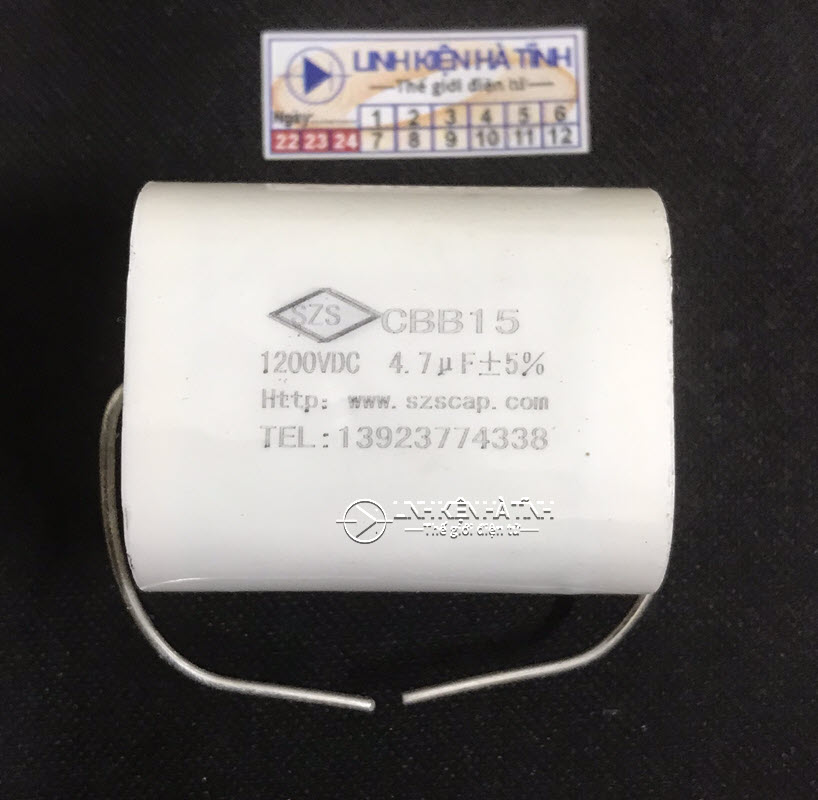 LINH KIỆN HÀ TĨNH
Thế giới điện tử
Ngày 1 2 3 4 5 6
22 23 24 7 8 9 10 11 12
SZS CBB15
1200VDC 4.7μF±5%
Http: www.szscap.com
TEL:13923774338
LINH KIỆN HÀ TĨNH
Thế giới điện tử